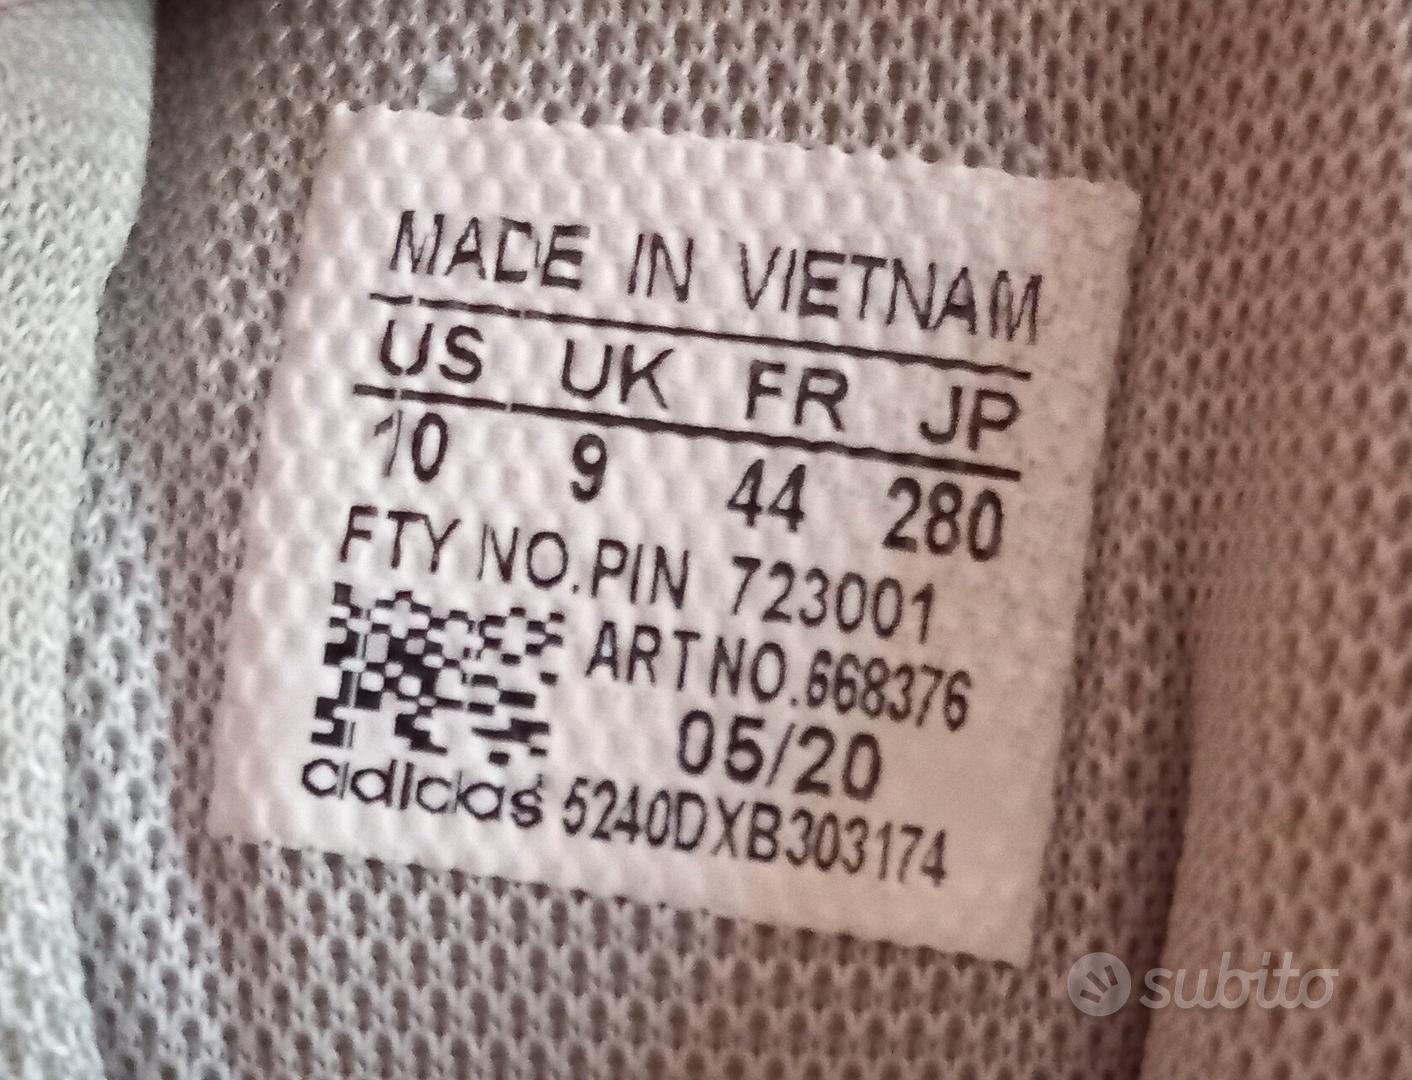 MADE IN VIETNAM
US UK FR JP
10 9 44 280
FTY NO.PIN 723001
ART NO.668376
05/20
adidas 5240DXB303174
subito